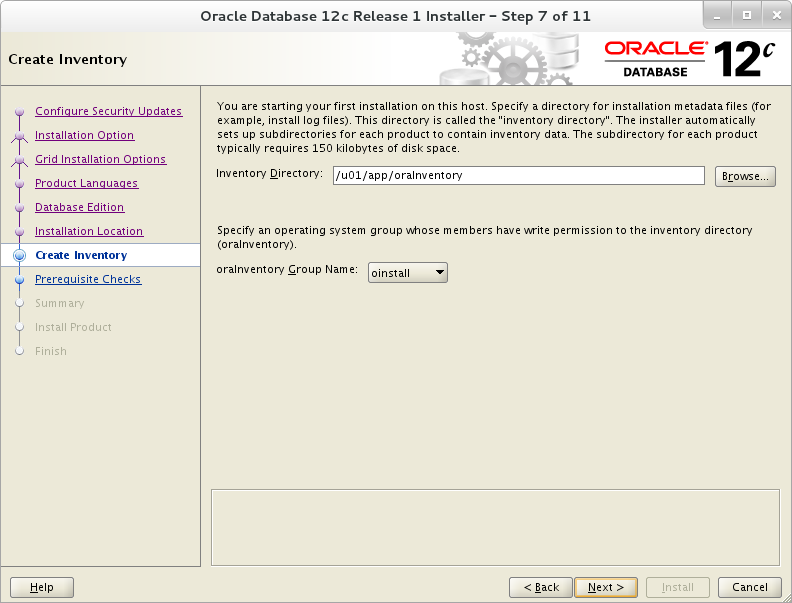 Oracle Database 12c Release 1 Installer – Step 7 of 11
Create Inventory
ORACLE®
DATABASE
12c
Configure Security Updates
Installation Option
Grid Installation Options
Product Languages
Database Edition
Installation Location
Create Inventory
Prerequisite Checks
Summary
Install Product
Finish
You are starting your first installation on this host. Specify a directory for installation metadata files (for
example, install log files). This directory is called the "inventory directory". The installer automatically
sets up subdirectories for each product to contain inventory data. The subdirectory for each product
typically requires 150 kilobytes of disk space.
Inventory Directory: /u01/app/oraInventory Browse...
Specify an operating system group whose members have write permission to the inventory directory
(oraInventory).
oraInventory Group Name: oinstall
Help < Back Next > Install Cancel